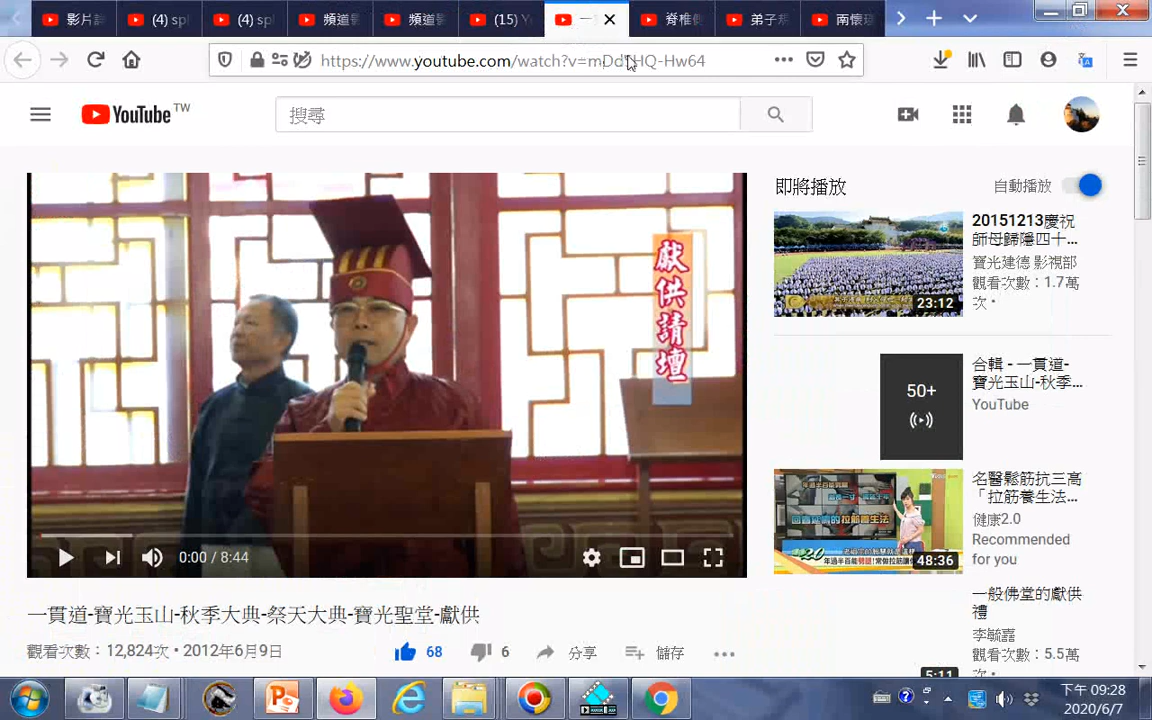 影片
(4) sp
(4) sp
頻道
頻道
(15) Y
一
脊椎
弟子規
南懷瑾
https://www.youtube.com/watch?v=mDd HQ-Hw64
YouTube TW
搜尋
獻供請壇
0:00 / 8:44
一貫道-寶光玉山-秋季大典-祭天大典-寶光聖堂-獻供
觀看次數：12,824次 • 2012年6月9日
68
6
分享
儲存
即將播放
自動播放
20151213慶祝
師母歸隱四十...
寶光建德 影視部
觀看次數：1.7萬
次 •
23:12
50+
合輯 - 一貫道-
寶光玉山-秋季...
YouTube
名醫鬆筋抗三高
「拉筋養生法...
健康2.0
Recommended
for you
48:36
一般佛堂的獻供
禮
李毓嘉
觀看次數：5.5萬
次 •
5:11
下午 09:28
2020/6/7